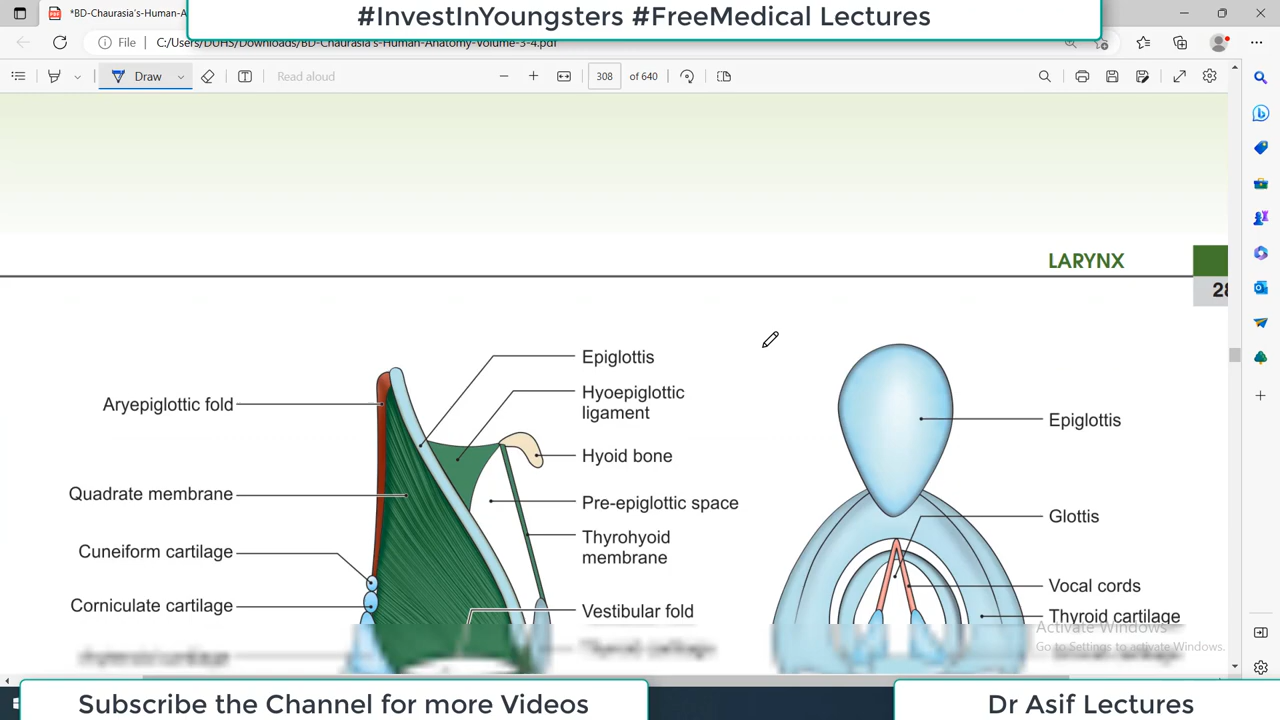 #InvestInYoungsters #FreeMedical Lectures
*BD-Chaurasia's-Human-A
File
C:/Users/DUHS/Downloads/BD-Chaurasia's-Human-Anatomy-Volume-3-4.pdf
Draw
Read aloud
308 of 640
LARYNX
28
Aryepiglottic fold
Quadrate membrane
Cuneiform cartilage
Corniculate cartilage
Epiglottis
Hyoepiglottic
ligament
Hyoid bone
Pre-epiglottic space
Thyrohyoid
membrane
Vestibular fold
Epiglottis
Glottis
Vocal cords
Thyroid cartilage
Activate Windows
Go to Settings to activate Windows.
Subscribe the Channel for more Videos
Dr Asif Lectures